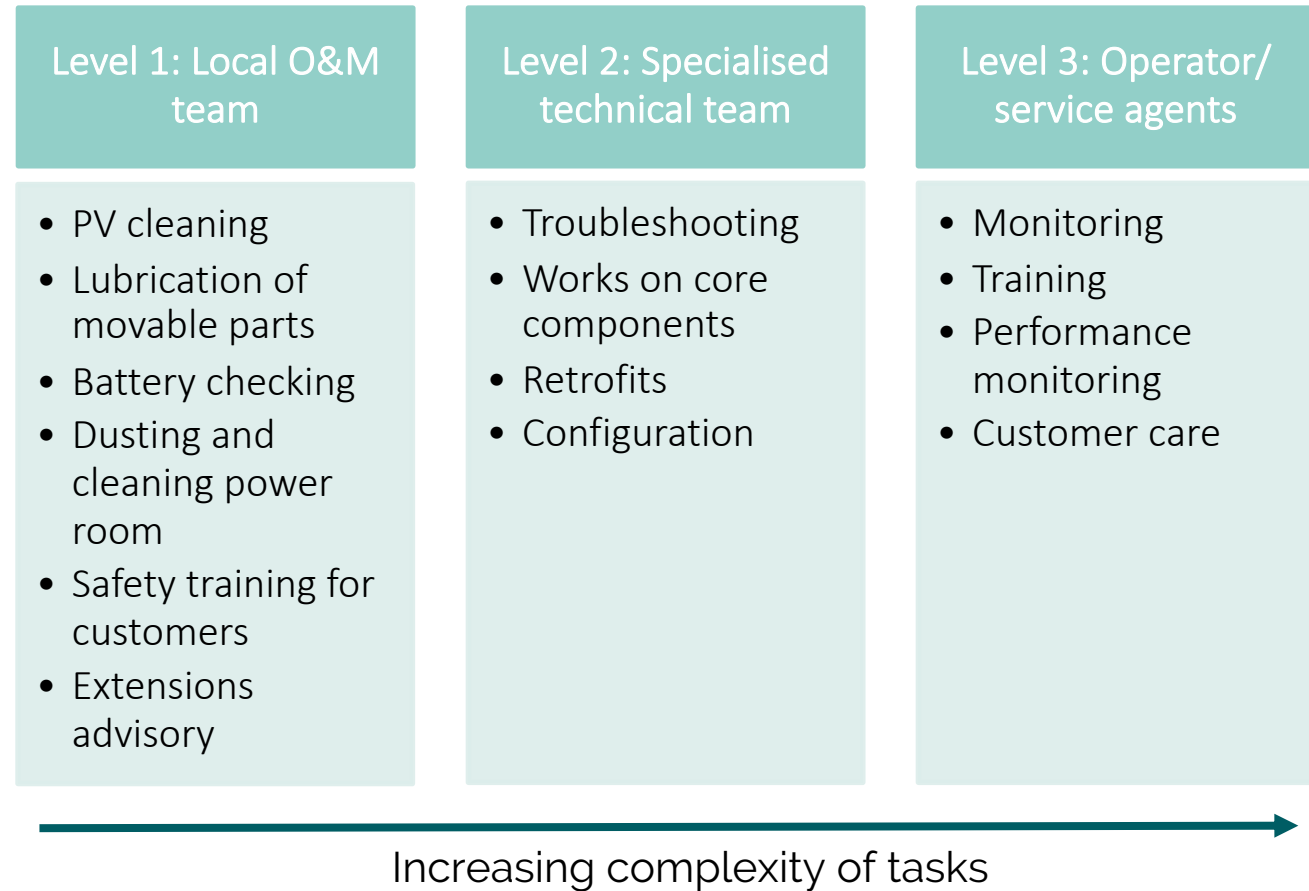 Level 1: Local O&M
team
• PV cleaning
• Lubrication of
movable parts
• Battery checking
• Dusting and
cleaning power
room
• Safety training for
customers
• Extensions
advisory
Level 2: Specialised
technical team
• Troubleshooting
• Works on core
components
• Retrofits
• Configuration
Level 3: Operator/
service agents
• Monitoring
• Training
• Performance
monitoring
• Customer care
Increasing complexity of tasks